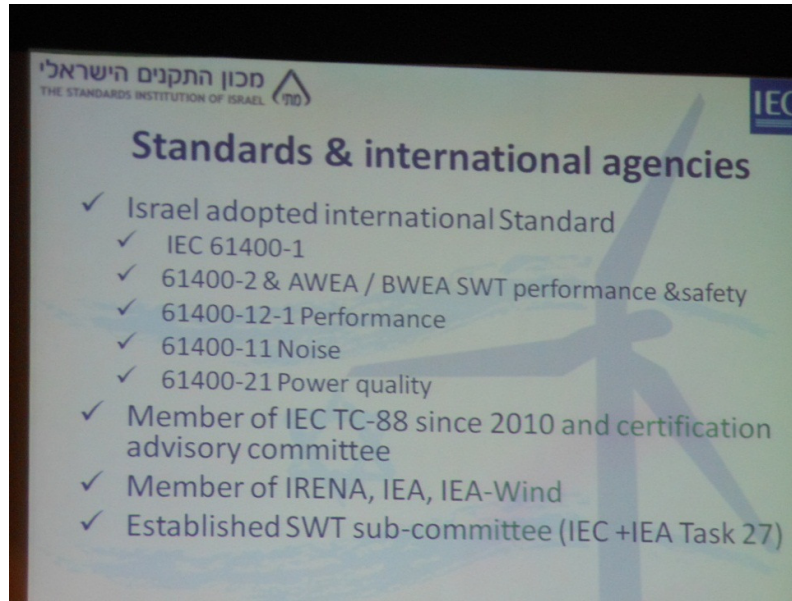 מכון התקנים הישראלי
THE STANDARDS INSTITUTION OF ISRAEL
מתי
IEC
Standards & international agencies
✓ Israel adopted international Standard
✓ IEC 61400-1
✓ 61400-2 & AWEA / BWEA SWT performance &safety
✓ 61400-12-1 Performance
✓ 61400-11 Noise
✓ 61400-21 Power quality
✓ Member of IEC TC-88 since 2010 and certification
advisory committee
✓ Member of IRENA, IEA, IEA-Wind
✓ Established SWT sub-committee (IEC +IEA Task 27)